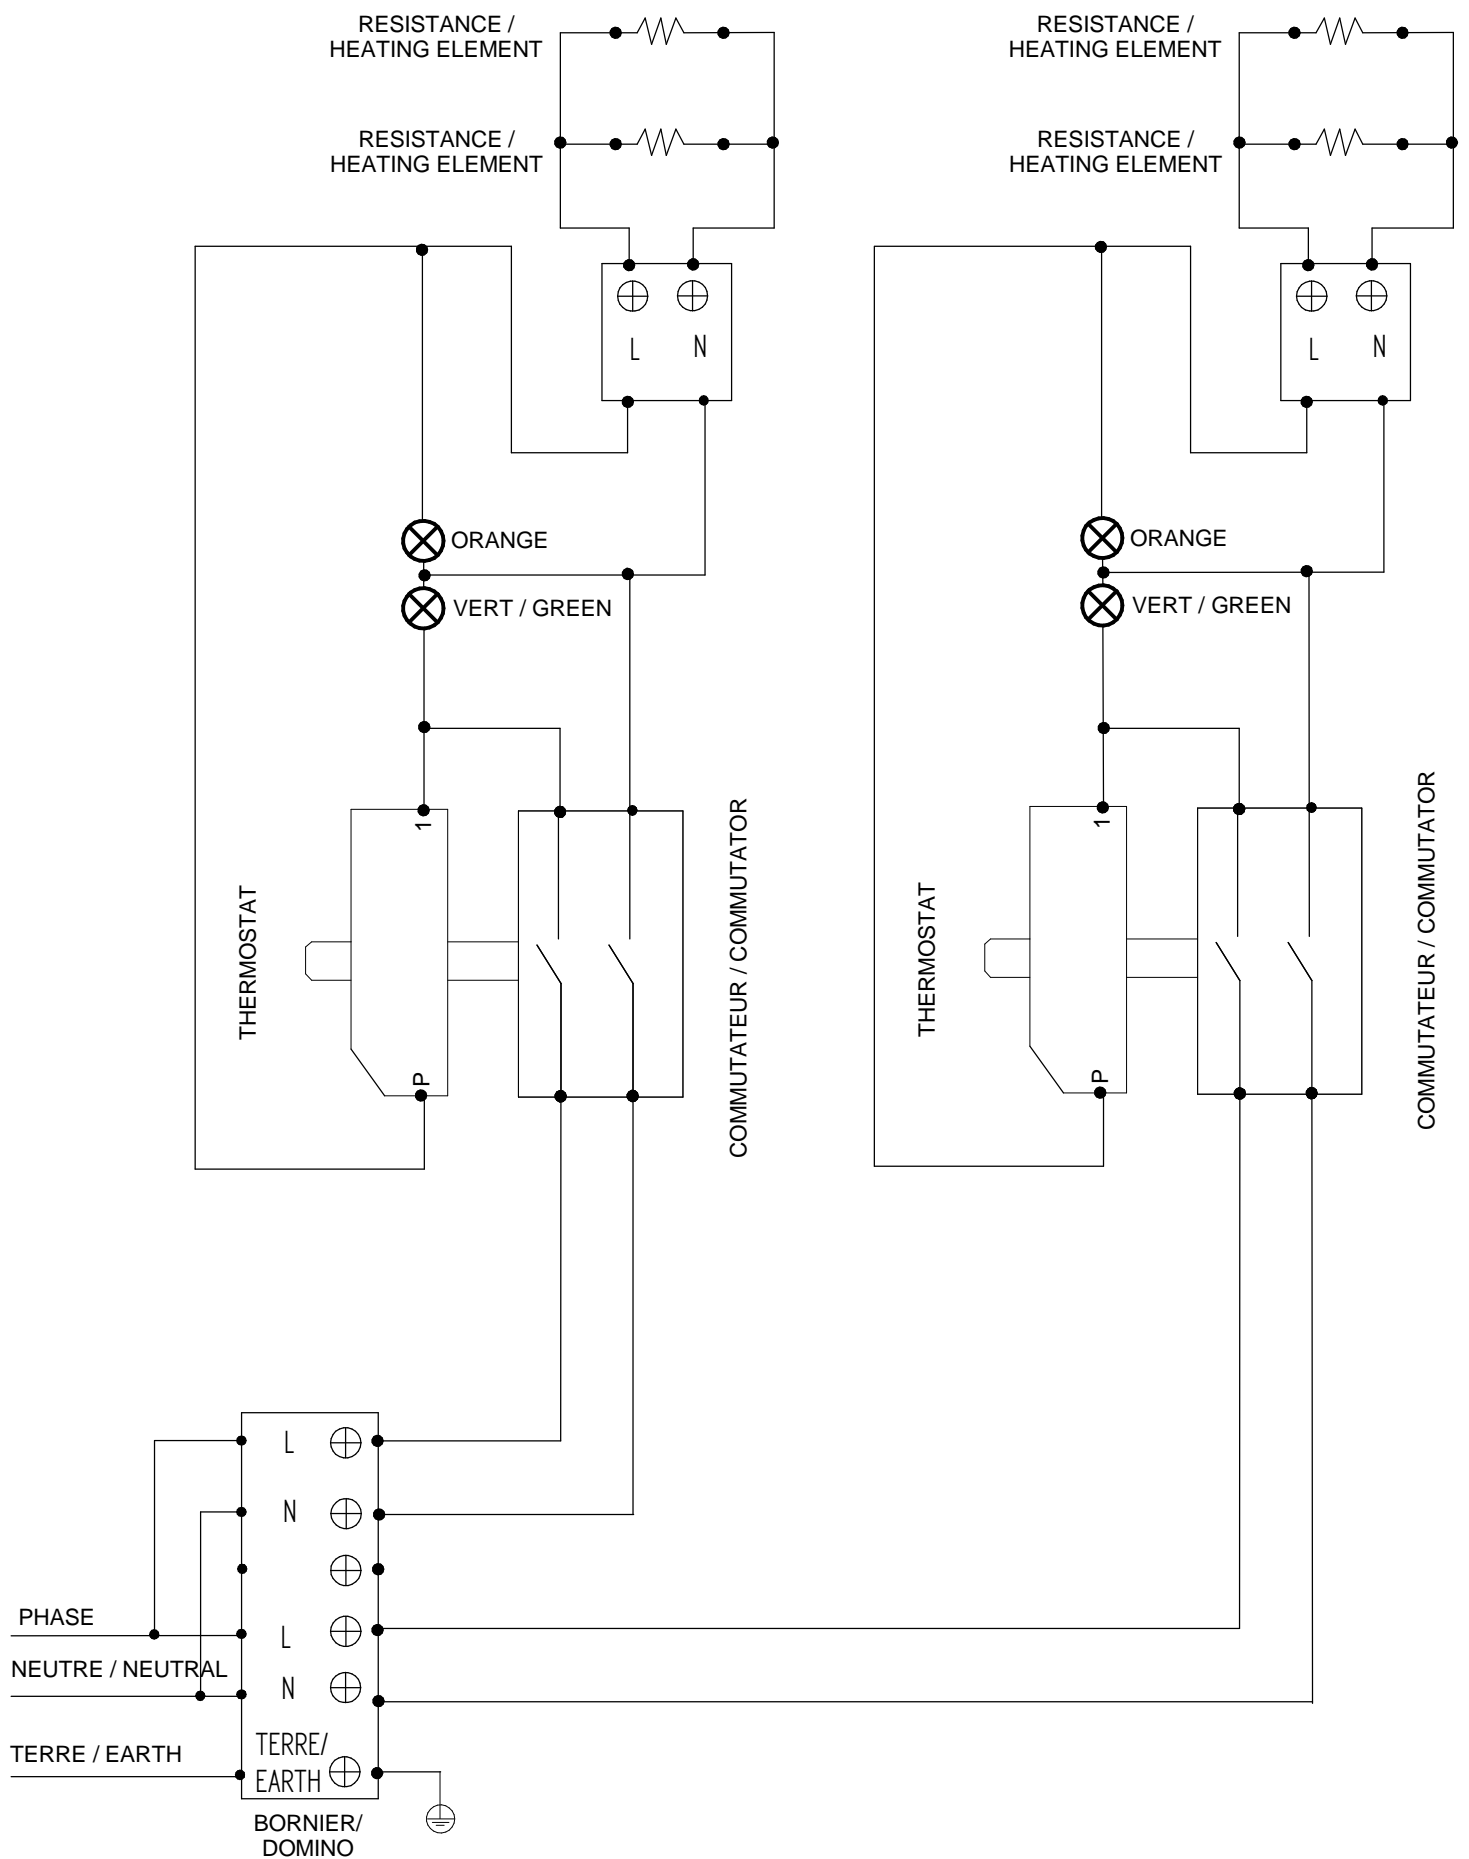 RESISTANCE /
HEATING ELEMENT
RESISTANCE /
HEATING ELEMENT
RESISTANCE /
HEATING ELEMENT
RESISTANCE /
HEATING ELEMENT
L
N
L
N
ORANGE
VERT / GREEN
ORANGE
VERT / GREEN
1
THERMOSTAT
P
COMMUTATEUR / COMMUTATOR
1
THERMOSTAT
P
COMMUTATEUR / COMMUTATOR
L
N
PHASE
L
NEUTRE / NEUTRAL
N
TERRE / EARTH
TERRE/
EARTH
BORNIER/
DOMINO